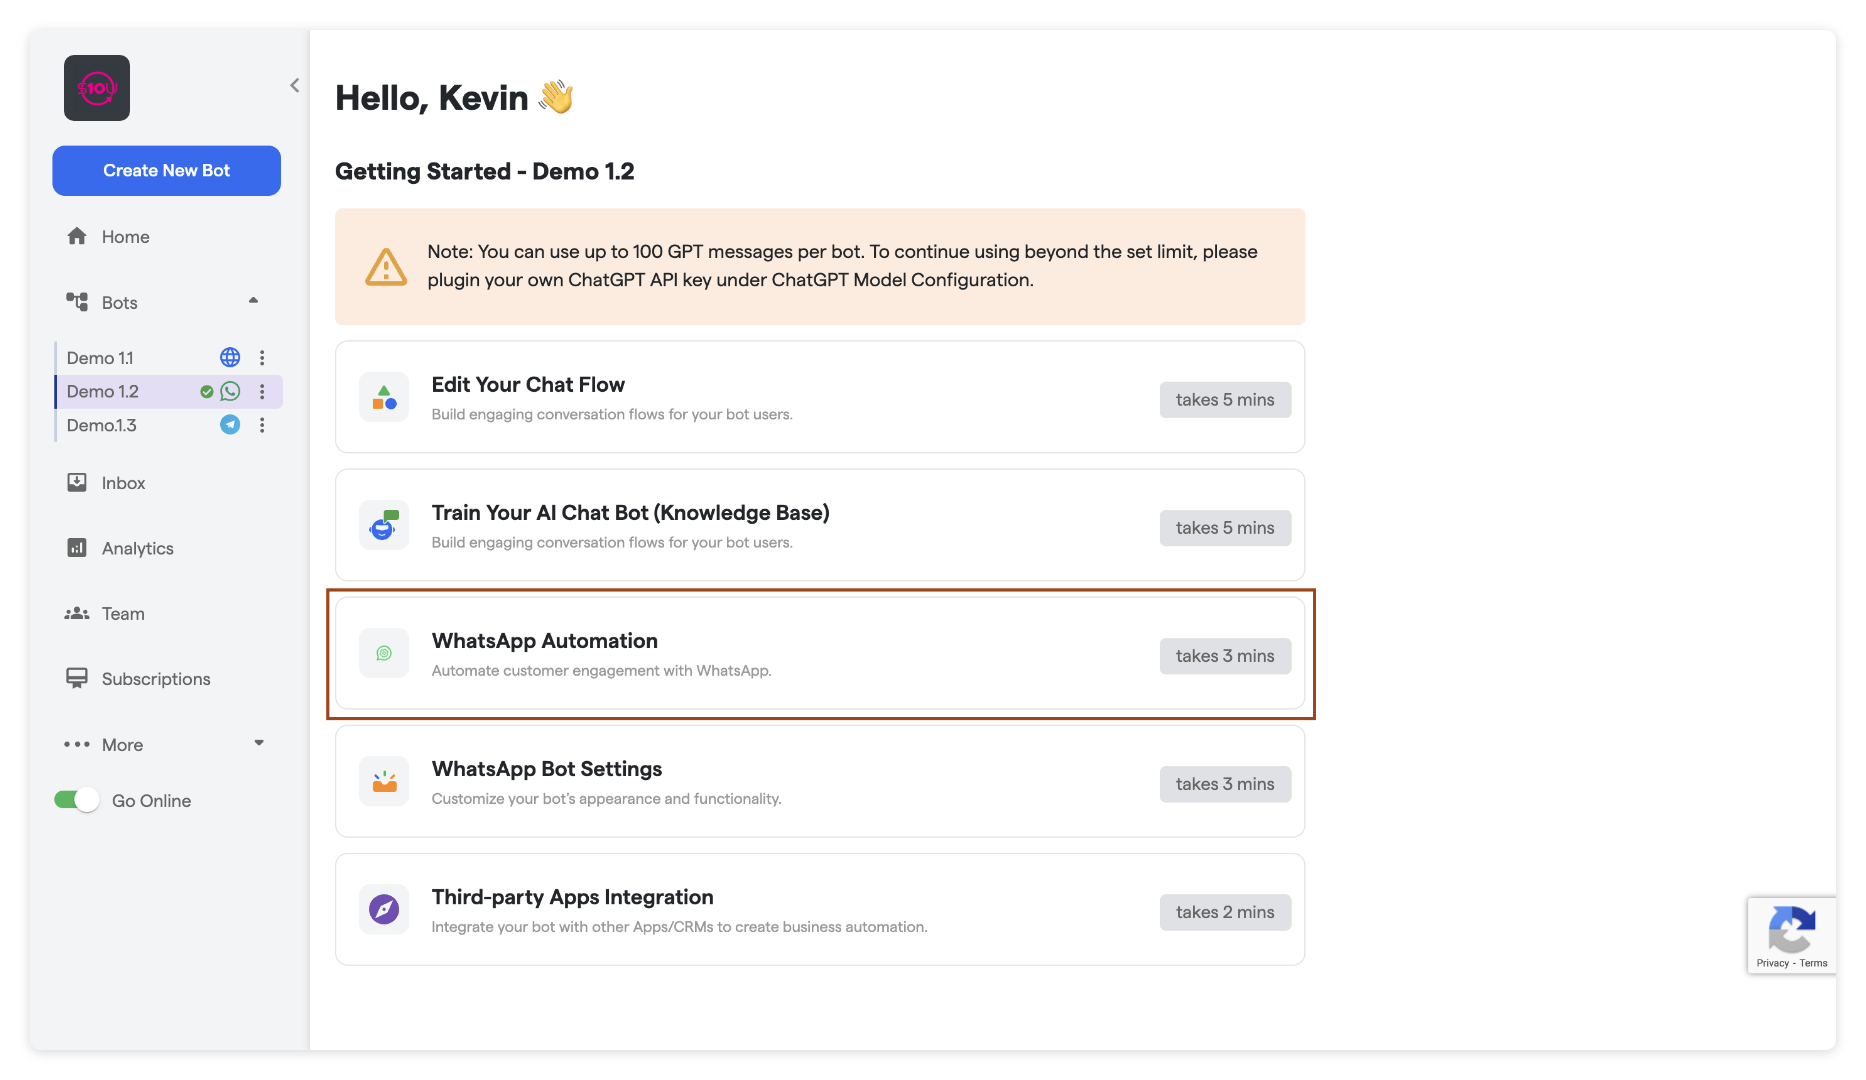 $10U
Create New Bot
Home
Bots
Demo 1.1
Demo 1.2
Demo.1.3
Inbox
Analytics
Team
Subscriptions
More
Go Online
Hello, Kevin 👋
Getting Started - Demo 1.2
Note: You can use up to 100 GPT messages per bot. To continue using beyond the set limit, please
plugin your own ChatGPT API key under ChatGPT Model Configuration.
Edit Your Chat Flow
Build engaging conversation flows for your bot users.
takes 5 mins
Train Your AI Chat Bot (Knowledge Base)
Build engaging conversation flows for your bot users.
takes 5 mins
WhatsApp Automation
Automate customer engagement with WhatsApp.
takes 3 mins
WhatsApp Bot Settings
Customize your bot's appearance and functionality.
takes 3 mins
Third-party Apps Integration
Integrate your bot with other Apps/CRMs to create business automation.
takes 2 mins
Privacy - Terms